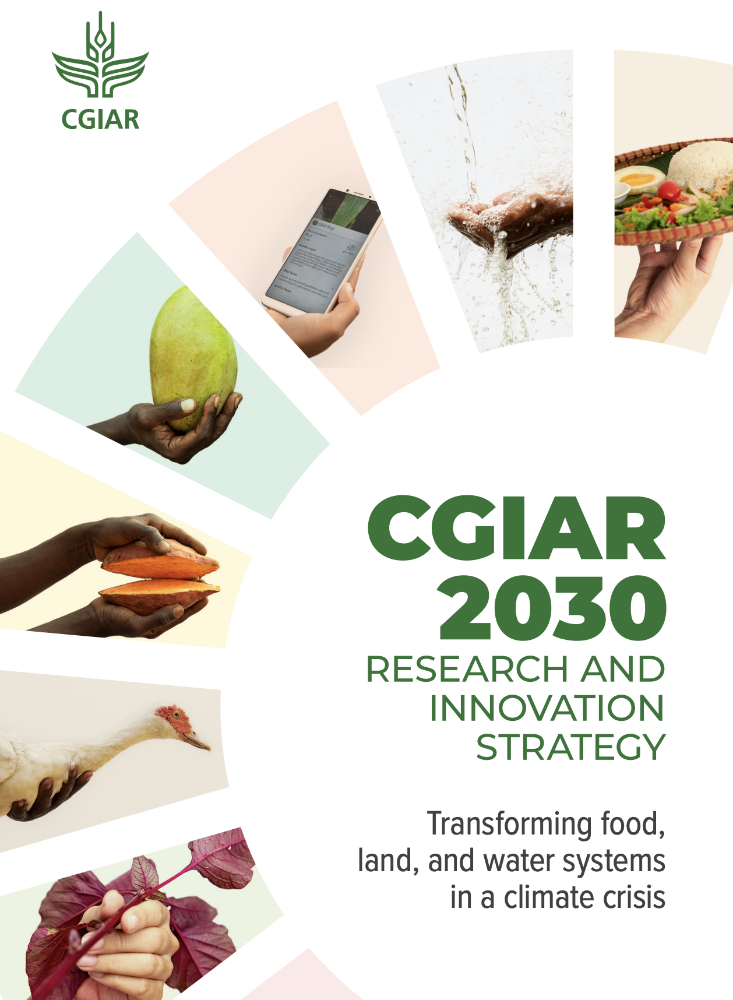 CGIAR
CGIAR
2030
RESEARCH AND
INNOVATION
STRATEGY
Transforming food,
land, and water systems
in a climate crisis